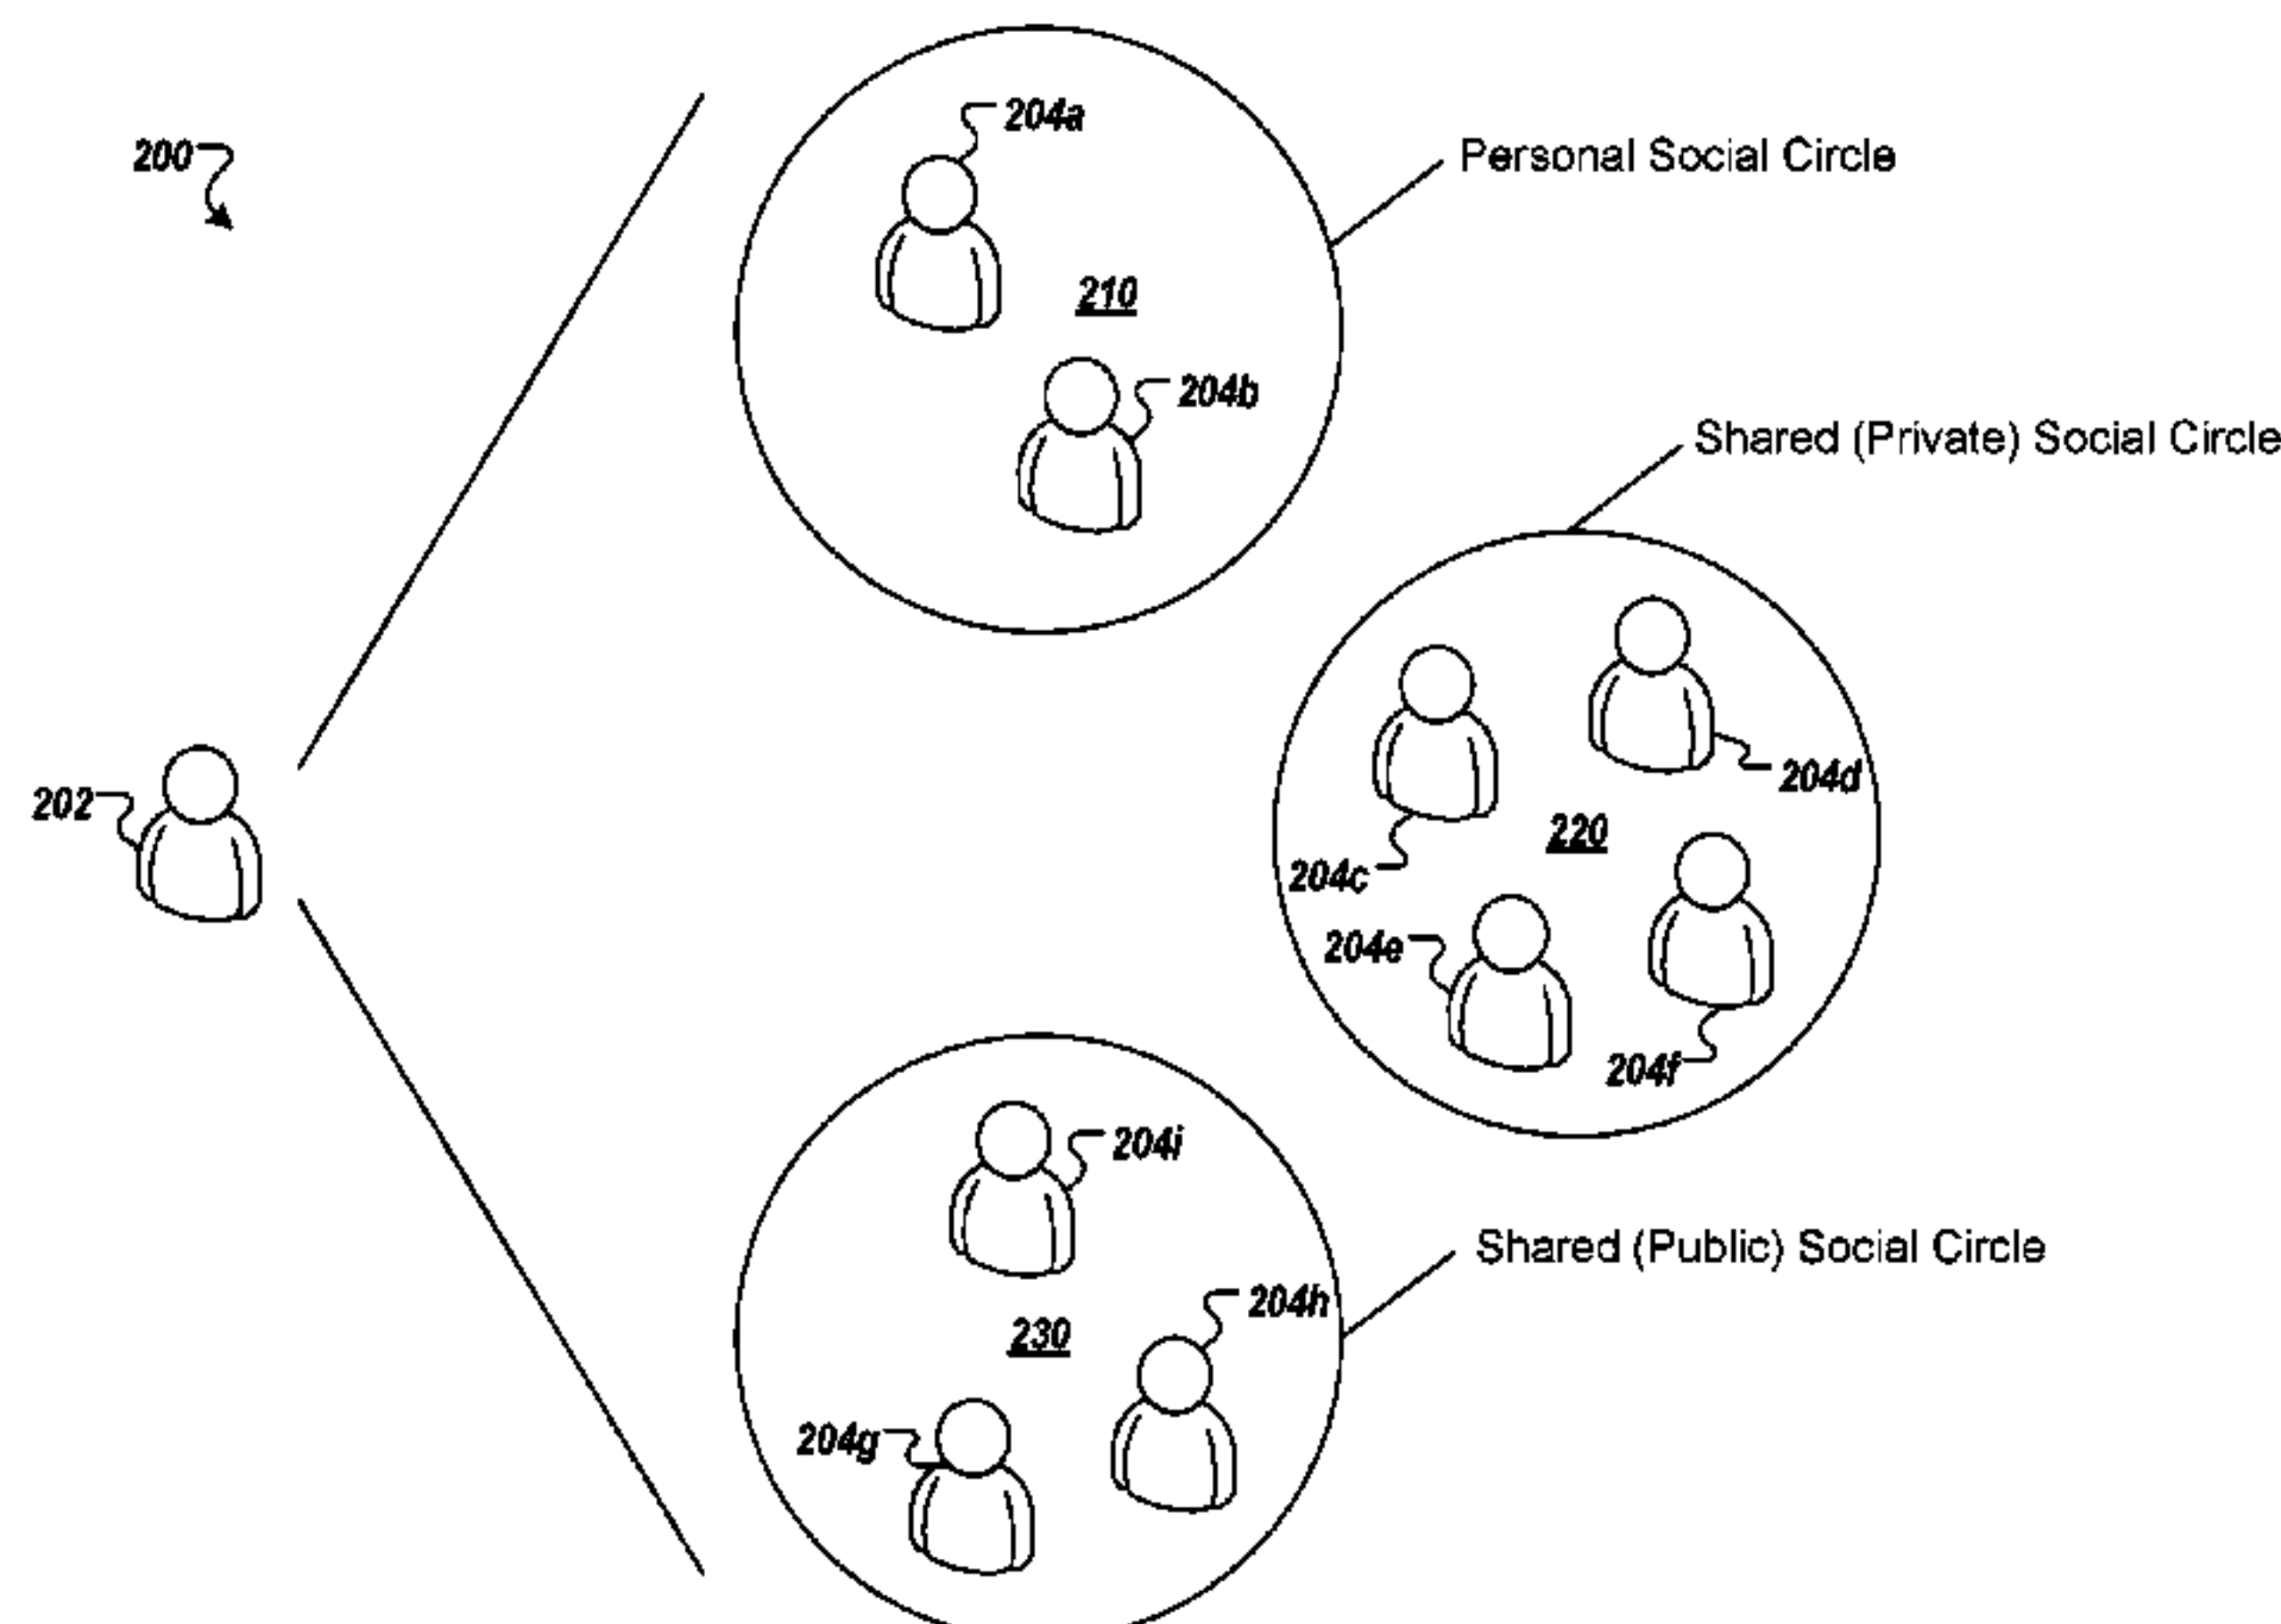 204a
200
Personal Social Circle
210
204b
Shared (Private) Social Circle
204d
202
220
204c
204e
204f
204i
Shared (Public) Social Circle
204h
230
204g